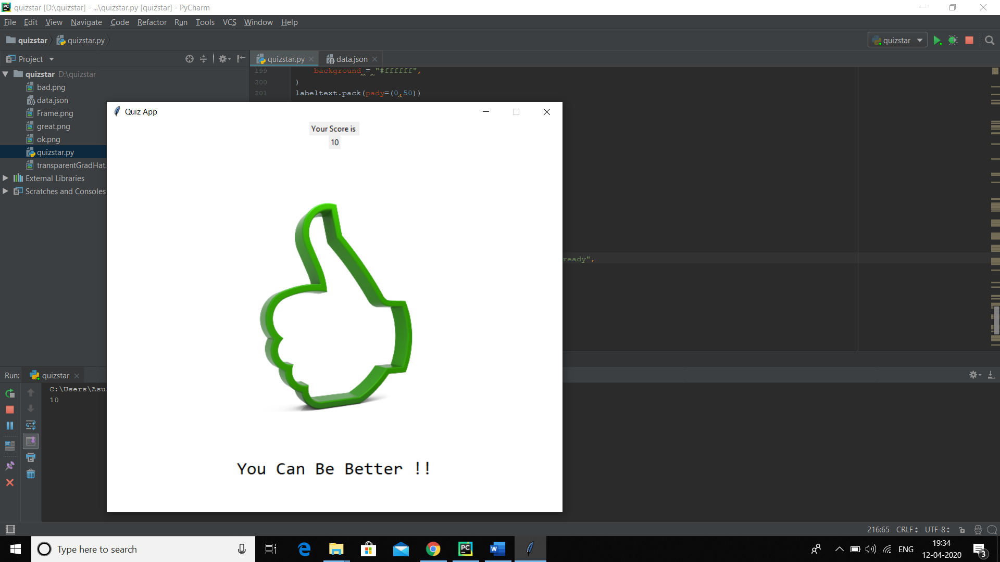 quizstar [D:\quizstar] - ...\quizstar.py [quizstar] - PyCharm
File Edit View Navigate Code Refactor Run Tools VCS Window Help
quizstar quizstar.py quizstar
Project quizstar.py data.json
quizstar D:\quizstar
bad.png
data.json
Frame.png
great.png
ok.png
quizstar.py
transparentGradHat.
External Libraries
Scratches and Consoles
199 background = "#ffffff",
200 )
201 labeltext.pack(pady=(0,50))
ready",
Quiz App
Your Score is
10
You Can Be Better !!
Run: quizstar
C:\Users\Asu
10
216:65 CRLF UTF-8
Type here to search
ENG
19:34
12-04-2020
3